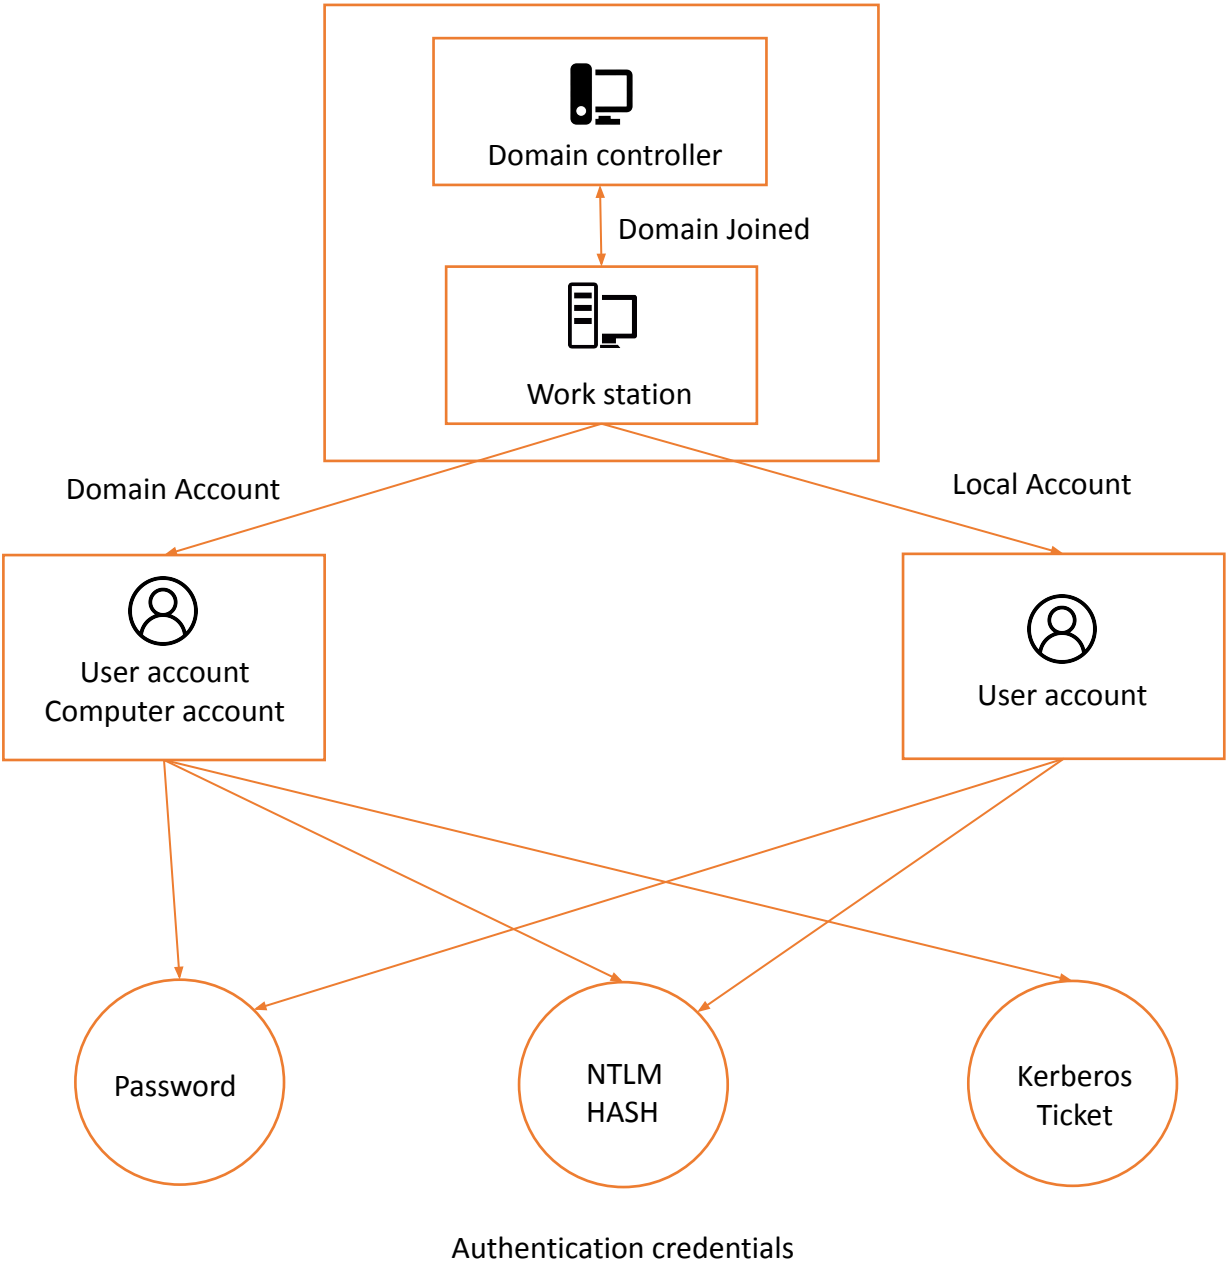 Domain controller
Domain Joined
Work station
Domain Account
Local Account
User account
Computer account
User account
Password
NTLM
HASH
Kerberos
Ticket
Authentication credentials